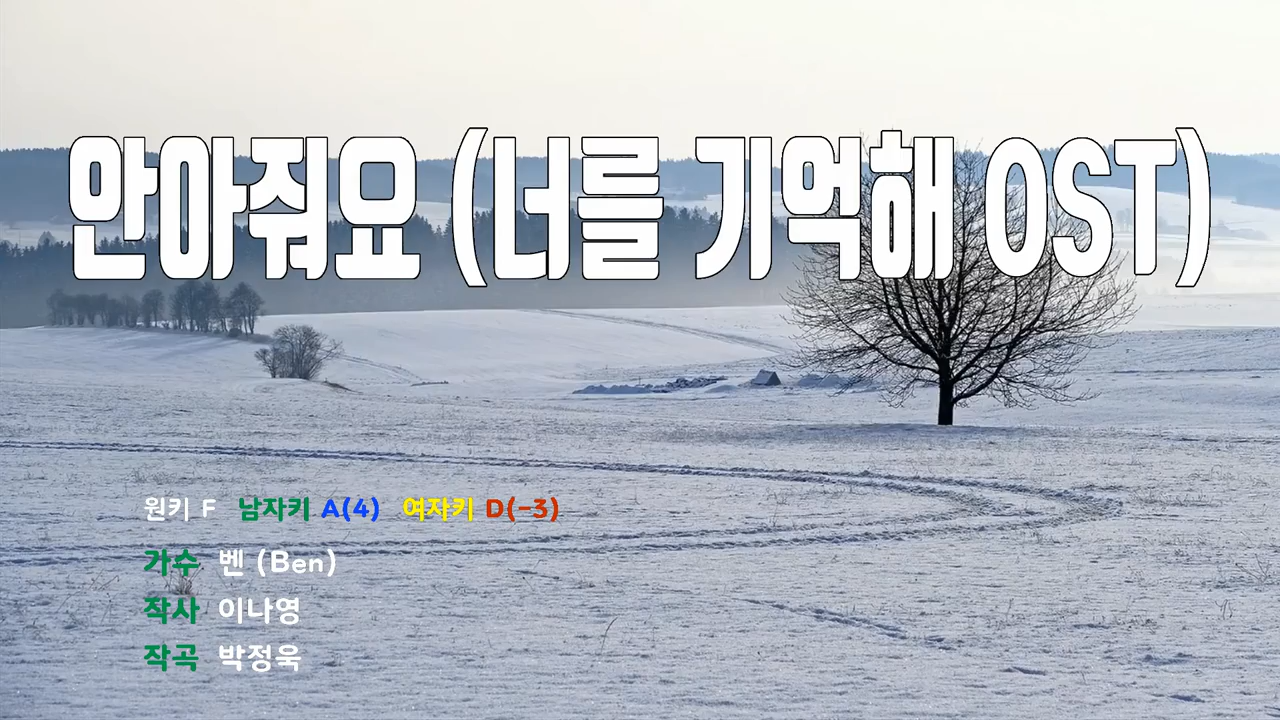 안아줘요 (너를 기억해 OST)
원키 F 남자키 A(4) 여자키 D(-3)
가수 벤 (Ben)
작사 이나영
작곡 박정욱